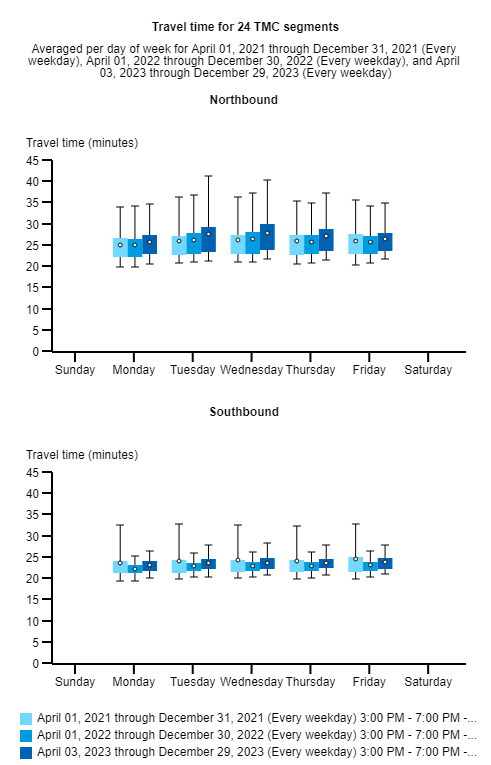 Travel time for 24 TMC segments
Averaged per day of week for April 01, 2021 through December 31, 2021 (Every
weekday), April 01, 2022 through December 30, 2022 (Every weekday), and April
03, 2023 through December 29, 2023 (Every weekday)
Northbound
Travel time (minutes)
45
40
35
30
25
20
15
10
5
0
Sunday Monday Tuesday Wednesday Thursday Friday Saturday
Southbound
Travel time (minutes)
45
40
35
30
25
20
15
10
5
0
Sunday Monday Tuesday Wednesday Thursday Friday Saturday
April 01, 2021 through December 31, 2021 (Every weekday) 3:00 PM - 7:00 PM -...
April 01, 2022 through December 30, 2022 (Every weekday) 3:00 PM - 7:00 PM -...
April 03, 2023 through December 29, 2023 (Every weekday) 3:00 PM - 7:00 PM -...